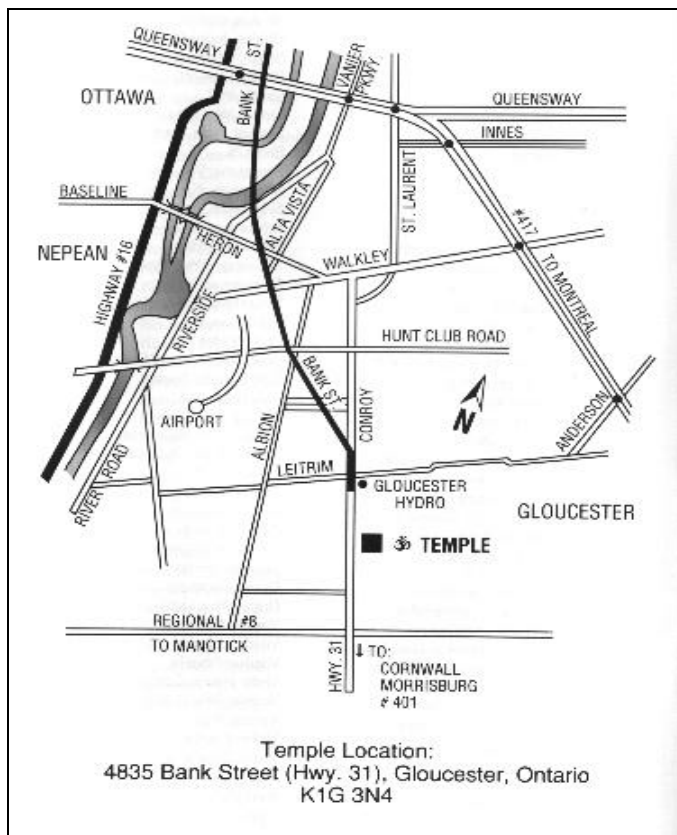 QUEENSWAY
BANK ST.
VANIER PKWY.
OTTAWA
QUEENSWAY
INNES
ST. LAURENT
BASELINE
HERON
ALTA VISTA
#417
TO MONTREAL
NEPEAN
HIGHWAY #16
RIVERSIDE
WALKLEY
HUNT CLUB ROAD
BANK ST.
CONROY
N
AIRPORT
ALBION
ANDERSON
RIVER ROAD
LEITRIM
GLOUCESTER
HYDRO
GLOUCESTER
ॐ TEMPLE
REGIONAL #8
TO MANOTICK
HWY. 31
↓ TO:
CORNWALL
MORRISBURG
# 401
Temple Location:
4835 Bank Street (Hwy. 31), Gloucester, Ontario
K1G 3N4